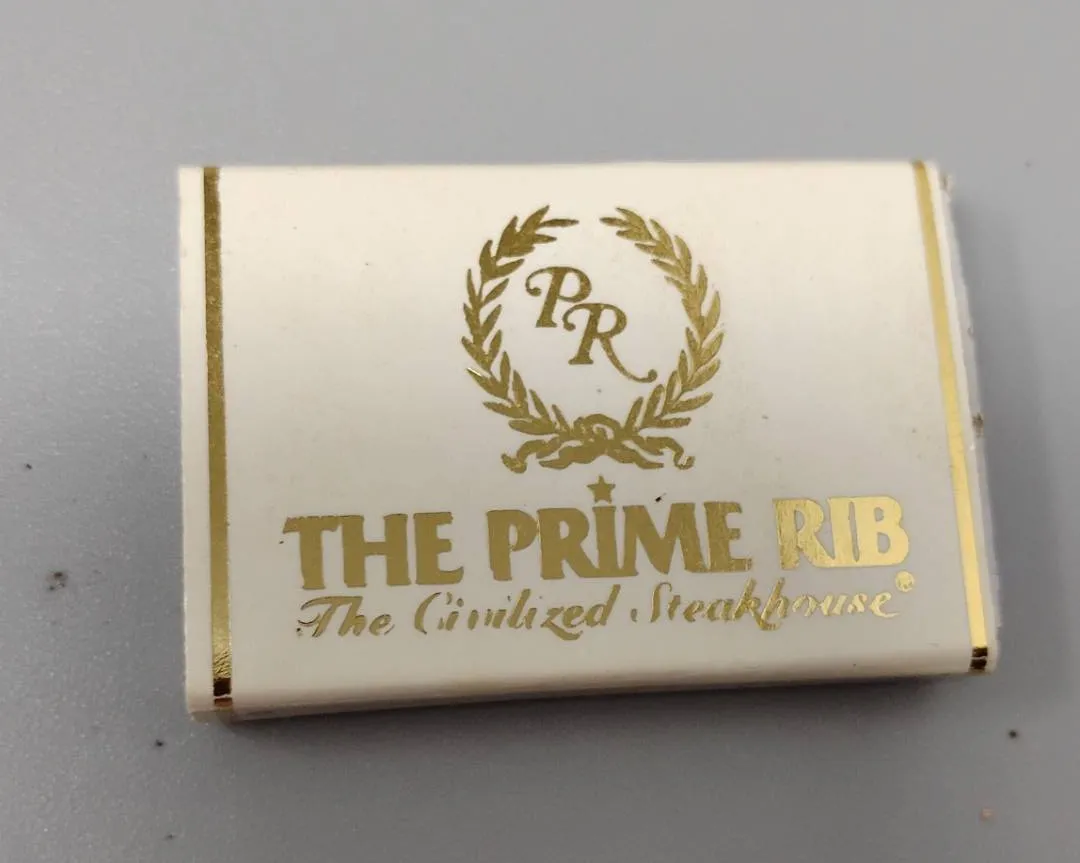 PR
THE PRIME RIB
The Civilized Steakhouse®